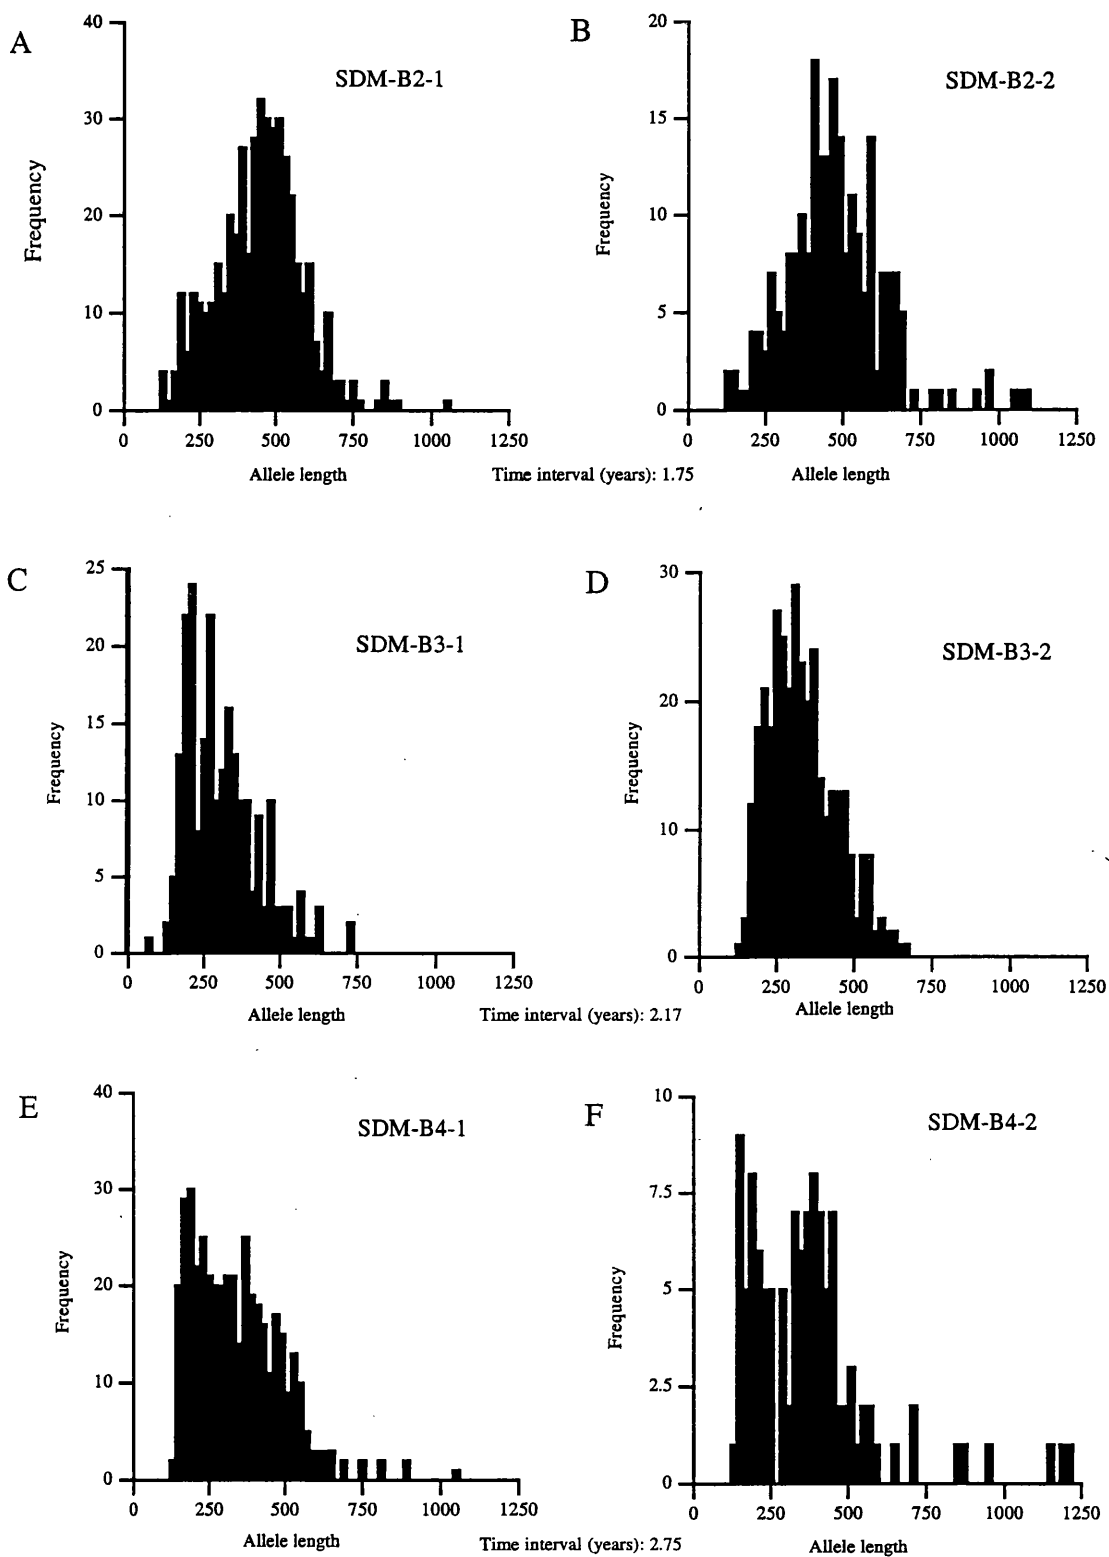 A
SDM-B2-1
Frequency
40
30
20
10
0
0 250 500 750 1000 1250
Allele length
B
SDM-B2-2
Frequency
20
15
10
5
0
0 250 500 750 1000 1250
Allele length
Time interval (years): 1.75
C
SDM-B3-1
Frequency
25
20
15
10
5
0
0 250 500 750 1000 1250
Allele length
D
SDM-B3-2
Frequency
30
20
10
0
0 250 500 750 1000 1250
Allele length
Time interval (years): 2.17
E
SDM-B4-1
Frequency
40
30
20
10
0
0 250 500 750 1000 1250
Allele length
F
SDM-B4-2
Frequency
10
7.5
5
2.5
0
0 250 500 750 1000 1250
Allele length
Time interval (years): 2.75